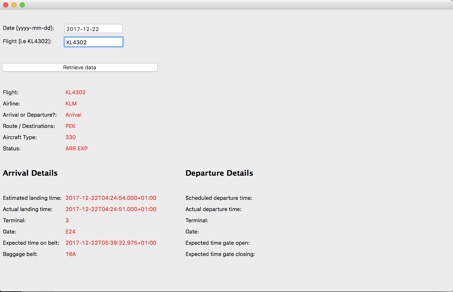 Date [yyyy-mm-dd]: 2017-12-22
Flight [i.e KL4302]: KL4302
Retrieve data
Flight: KL4302
Airline: KLM
Arrival or Departure?: Arrival
Route / Destinations: PEK
Aircraft Type: 330
Status: ARR EXP
Arrival Details Departure Details
Estimated landing time: 2017-12-22T04:24:54.000+01:00 Scheduled departure time:
Actual landing time: 2017-12-22T04:24:51.000+01:00 Actual departure time:
Terminal: 3 Terminal:
Gate: E24 Gate:
Expected time on belt: 2017-12-22T05:39:32.975+01:00 Expected time gate open:
Baggage belt: 16A Expected time gate closing: